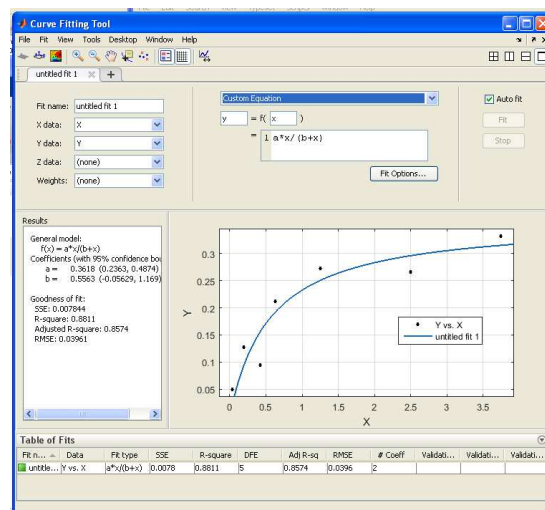 Curve Fitting Tool
File Fit View Tools Desktop Window Help
untitled fit 1
Fit name: untitled fit 1
X data: X
Y data: Y
Z data: (none)
Weights: (none)
Custom Equation
y = f( x )
= 1 a*x/(b+x)
Fit Options...
Auto fit
Fit
Stop
Results
General model:
f(x) = a*x/(b+x)
Coefficients (with 95% confidence bou
a = 0.3618 (0.2363, 0.4874)
b = 0.5563 (-0.05629, 1.169)
Goodness of fit:
SSE: 0.007844
R-square: 0.8811
Adjusted R-square: 0.8574
RMSE: 0.03961
0.3
0.25
0.2
0.15
0.1
0.05
Y
Y vs. X
untitled fit 1
0 0.5 1 1.5 2 2.5 3 3.5
X
Table of Fits
Fit n... Data Fit type SSE R-square DFE Adj R-sq RMSE # Coeff Validati... Validati... Validati...
untitle... Y vs. X a*x/(b+x) 0.0078 0.8811 5 0.8574 0.0396 2